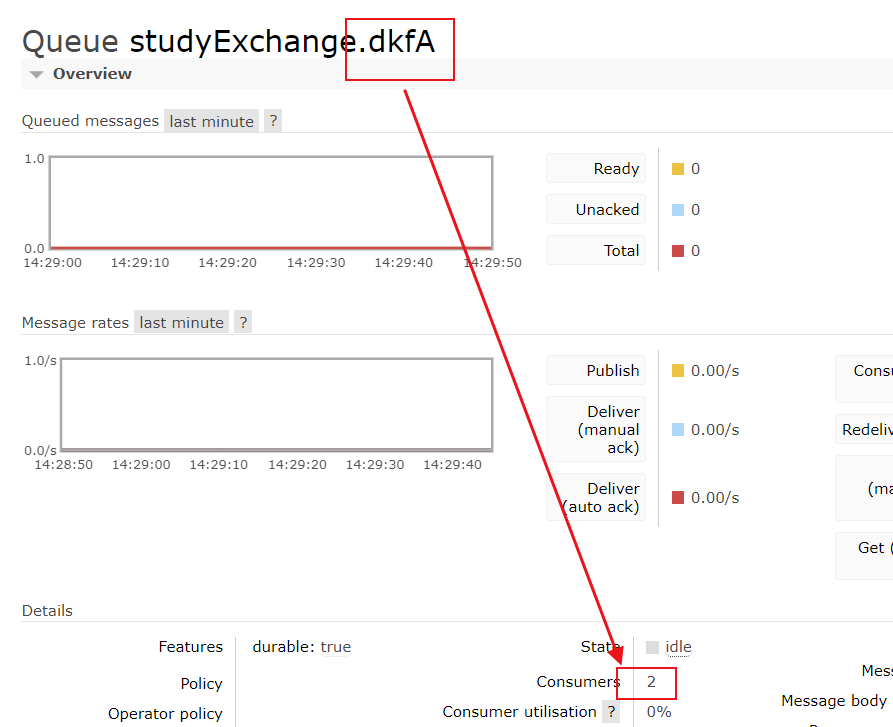 Queue studyExchange.dkfA
Overview
Queued messages last minute ?
1.0
0.0
14:29:00 14:29:10 14:29:20 14:29:30 14:29:40 14:29:50
Ready 0
Unacked 0
Total 0
Message rates last minute ?
1.0/s
0.0/s
14:28:50 14:29:00 14:29:10 14:29:20 14:29:30 14:29:40
Publish 0.00/s
Deliver
(manual 0.00/s
ack)
Deliver
(auto ack) 0.00/s
Consu
Redeliv
(ma
Get (
Details
Features durable: true
Policy
Operator policy
State idle
Consumers 2
Consumer utilisation ? 0%
Mess
Message body